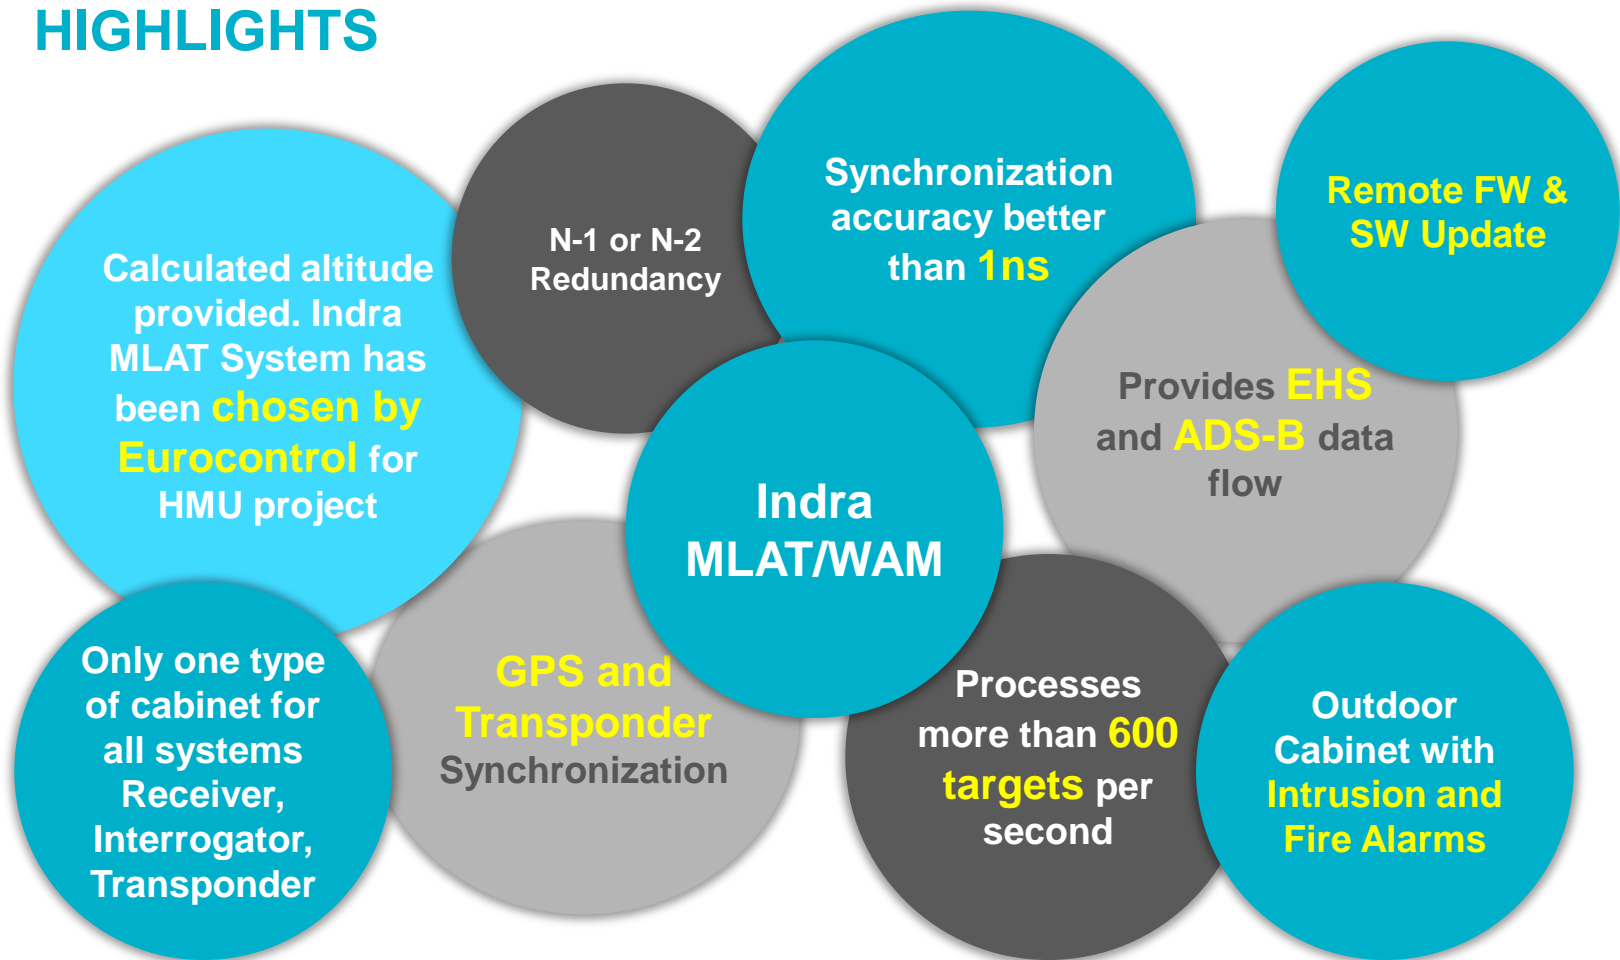 HIGHLIGHTS
Calculated altitude
provided. Indra
MLAT System has
been chosen by
Eurocontrol for
HMU project
N-1 or N-2
Redundancy
Synchronization
accuracy better
than 1ns
Remote FW &
SW Update
Provides EHS
and ADS-B data
flow
Indra
MLAT/WAM
Only one type
of cabinet for
all systems
Receiver,
Interrogator,
Transponder
GPS and
Transponder
Synchronization
Processes
more than 600
targets per
second
Outdoor
Cabinet with
Intrusion and
Fire Alarms